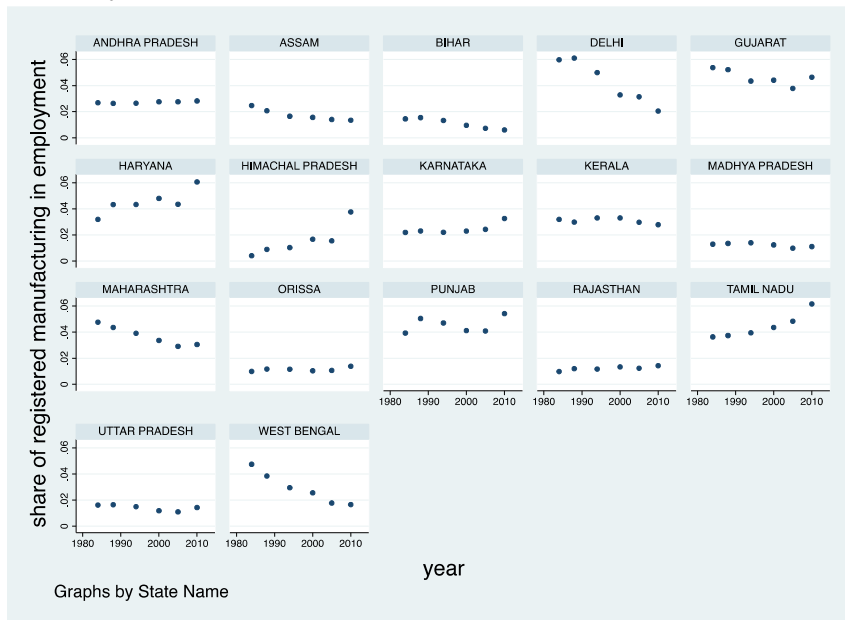 share of registered manufacturing in employment
ANDHRA PRADESH ASSAM BIHAR DELHI GUJARAT
.06
.04
.02
0
HARYANA HIMACHAL PRADESH KARNATAKA KERALA MADHYA PRADESH
.06
.04
.02
0
MAHARASHTRA ORISSA PUNJAB RAJASTHAN TAMIL NADU
.06
.04
.02
0
1980 1990 2000 2010 1980 1990 2000 2010 1980 1990 2000 2010
UTTAR PRADESH WEST BENGAL
.06
.04
.02
0
1980 1990 2000 2010 1980 1990 2000 2010
year
Graphs by State Name